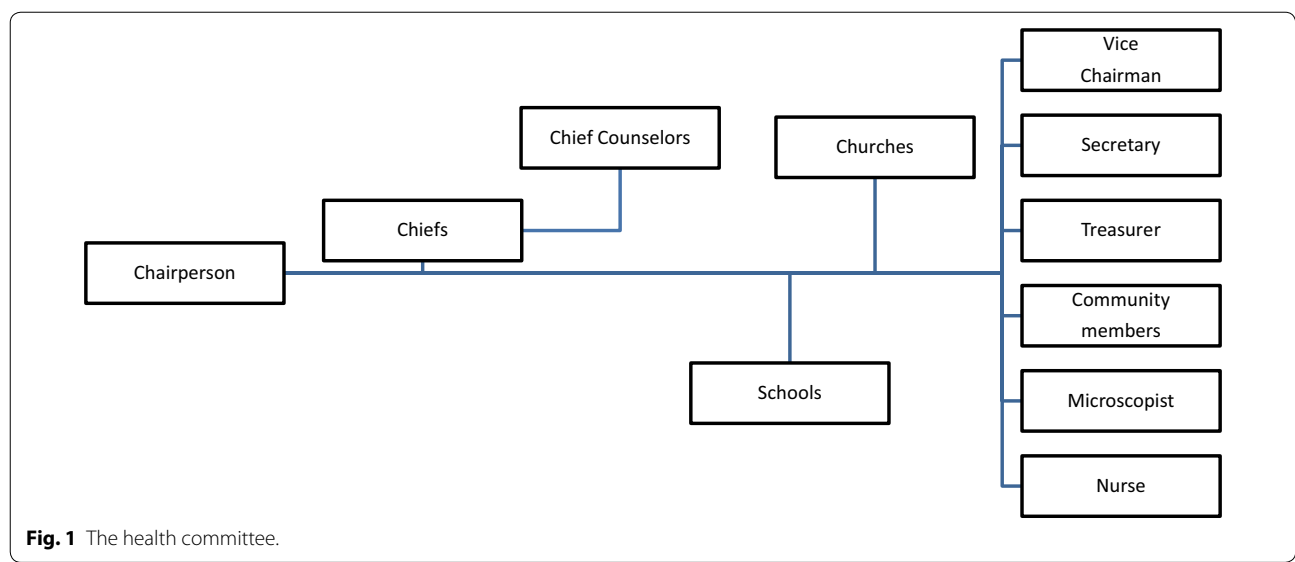 Vice
Chairman
Chief Counselors
Churches
Secretary
Chiefs
Treasurer
Chairperson
Community
members
Schools
Microscopist
Nurse
Fig. 1 The health committee.